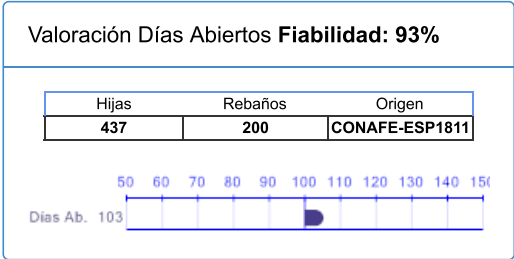 Valoración Días Abiertos Fiabilidad: 93%
Hijas Rebaños Origen
437 200 CONAFE-ESP1811
50 60 70 80 90 100 110 120 130 140 150
Días Ab. 103